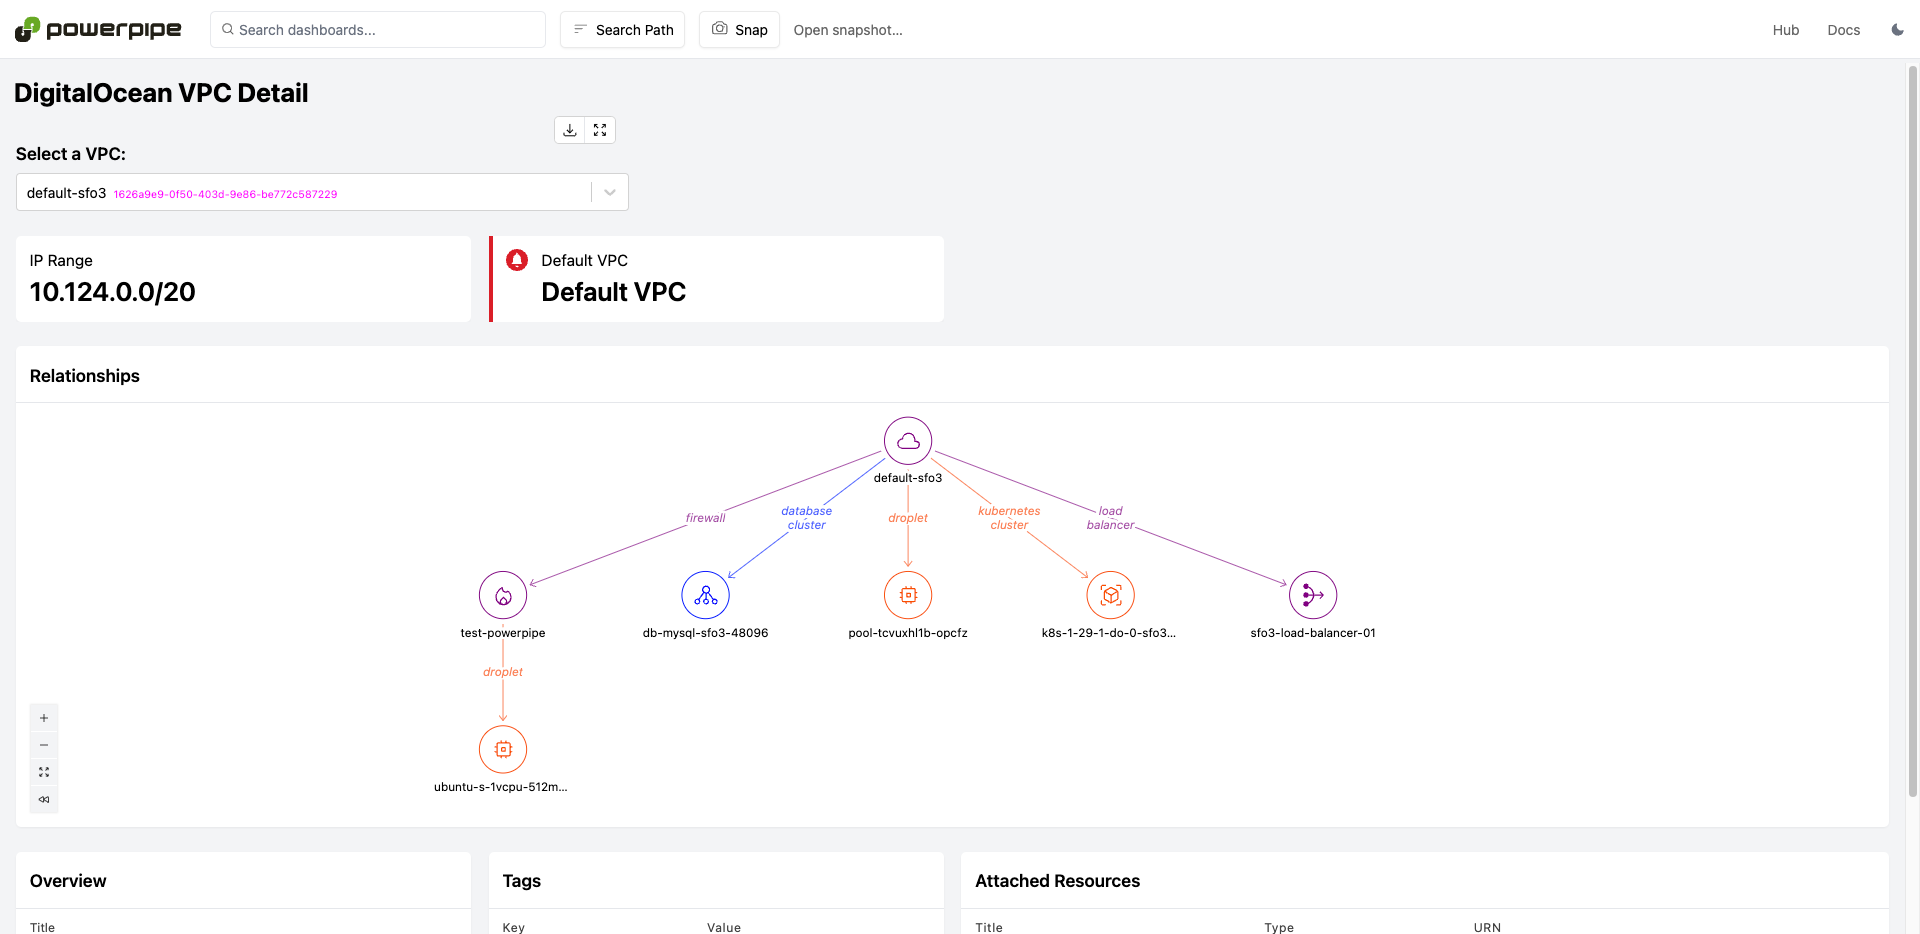 powerpipe
Search dashboards...
Search Path
Snap
Open snapshot...
Hub
Docs
DigitalOcean VPC Detail
Select a VPC:
default-sfo3 1626a9e9-0f50-403d-9e86-be772c587229
IP Range
10.124.0.0/20
Default VPC
Default VPC
Relationships
default-sfo3
firewall
database
cluster
droplet
kubernetes
cluster
load
balancer
test-powerpipe
db-mysql-sfo3-48096
pool-tcvuxhl1b-opcfz
k8s-1-29-1-do-0-sfo3...
sfo3-load-balancer-01
droplet
ubuntu-s-1vcpu-512m...
Overview
Title
Tags
Key Value
Attached Resources
Title Type URN